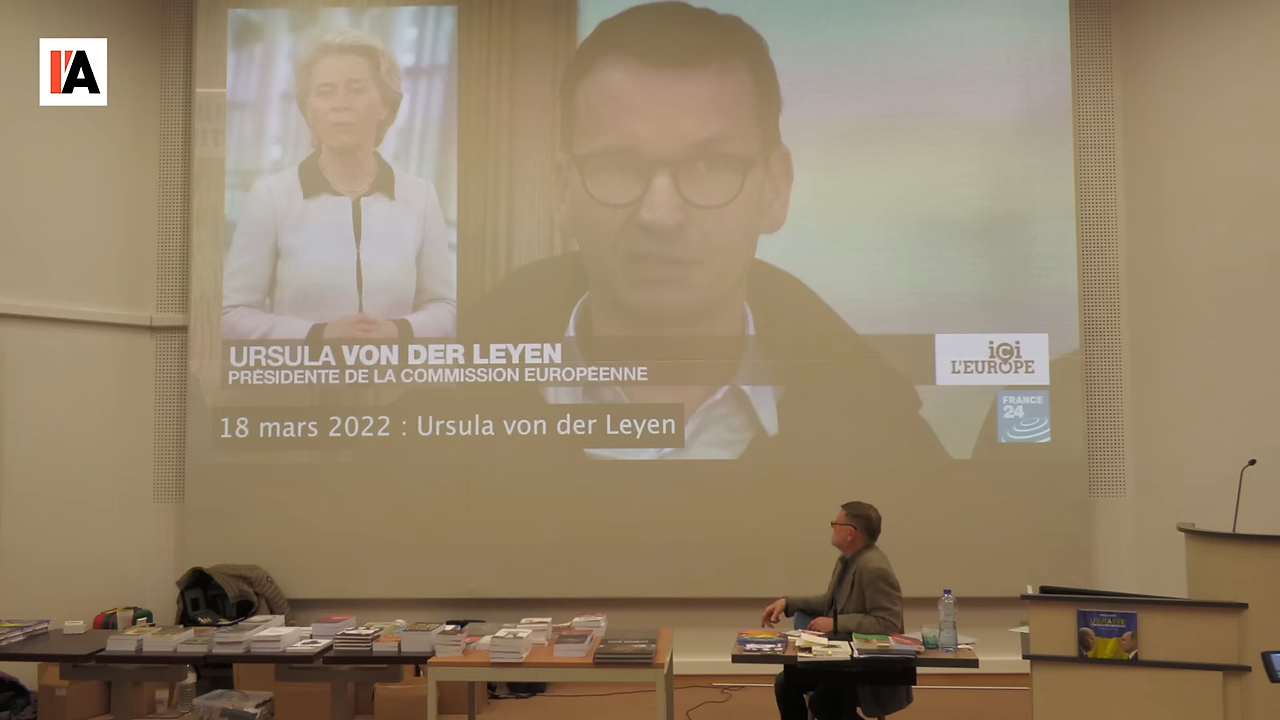 I'A
URSULA VON DER LEYEN
PRÉSIDENTE DE LA COMMISSION EUROPÉENNE
18 mars 2022 : Ursula von der Leyen
ici
L'EUROPE
FRANCE
24